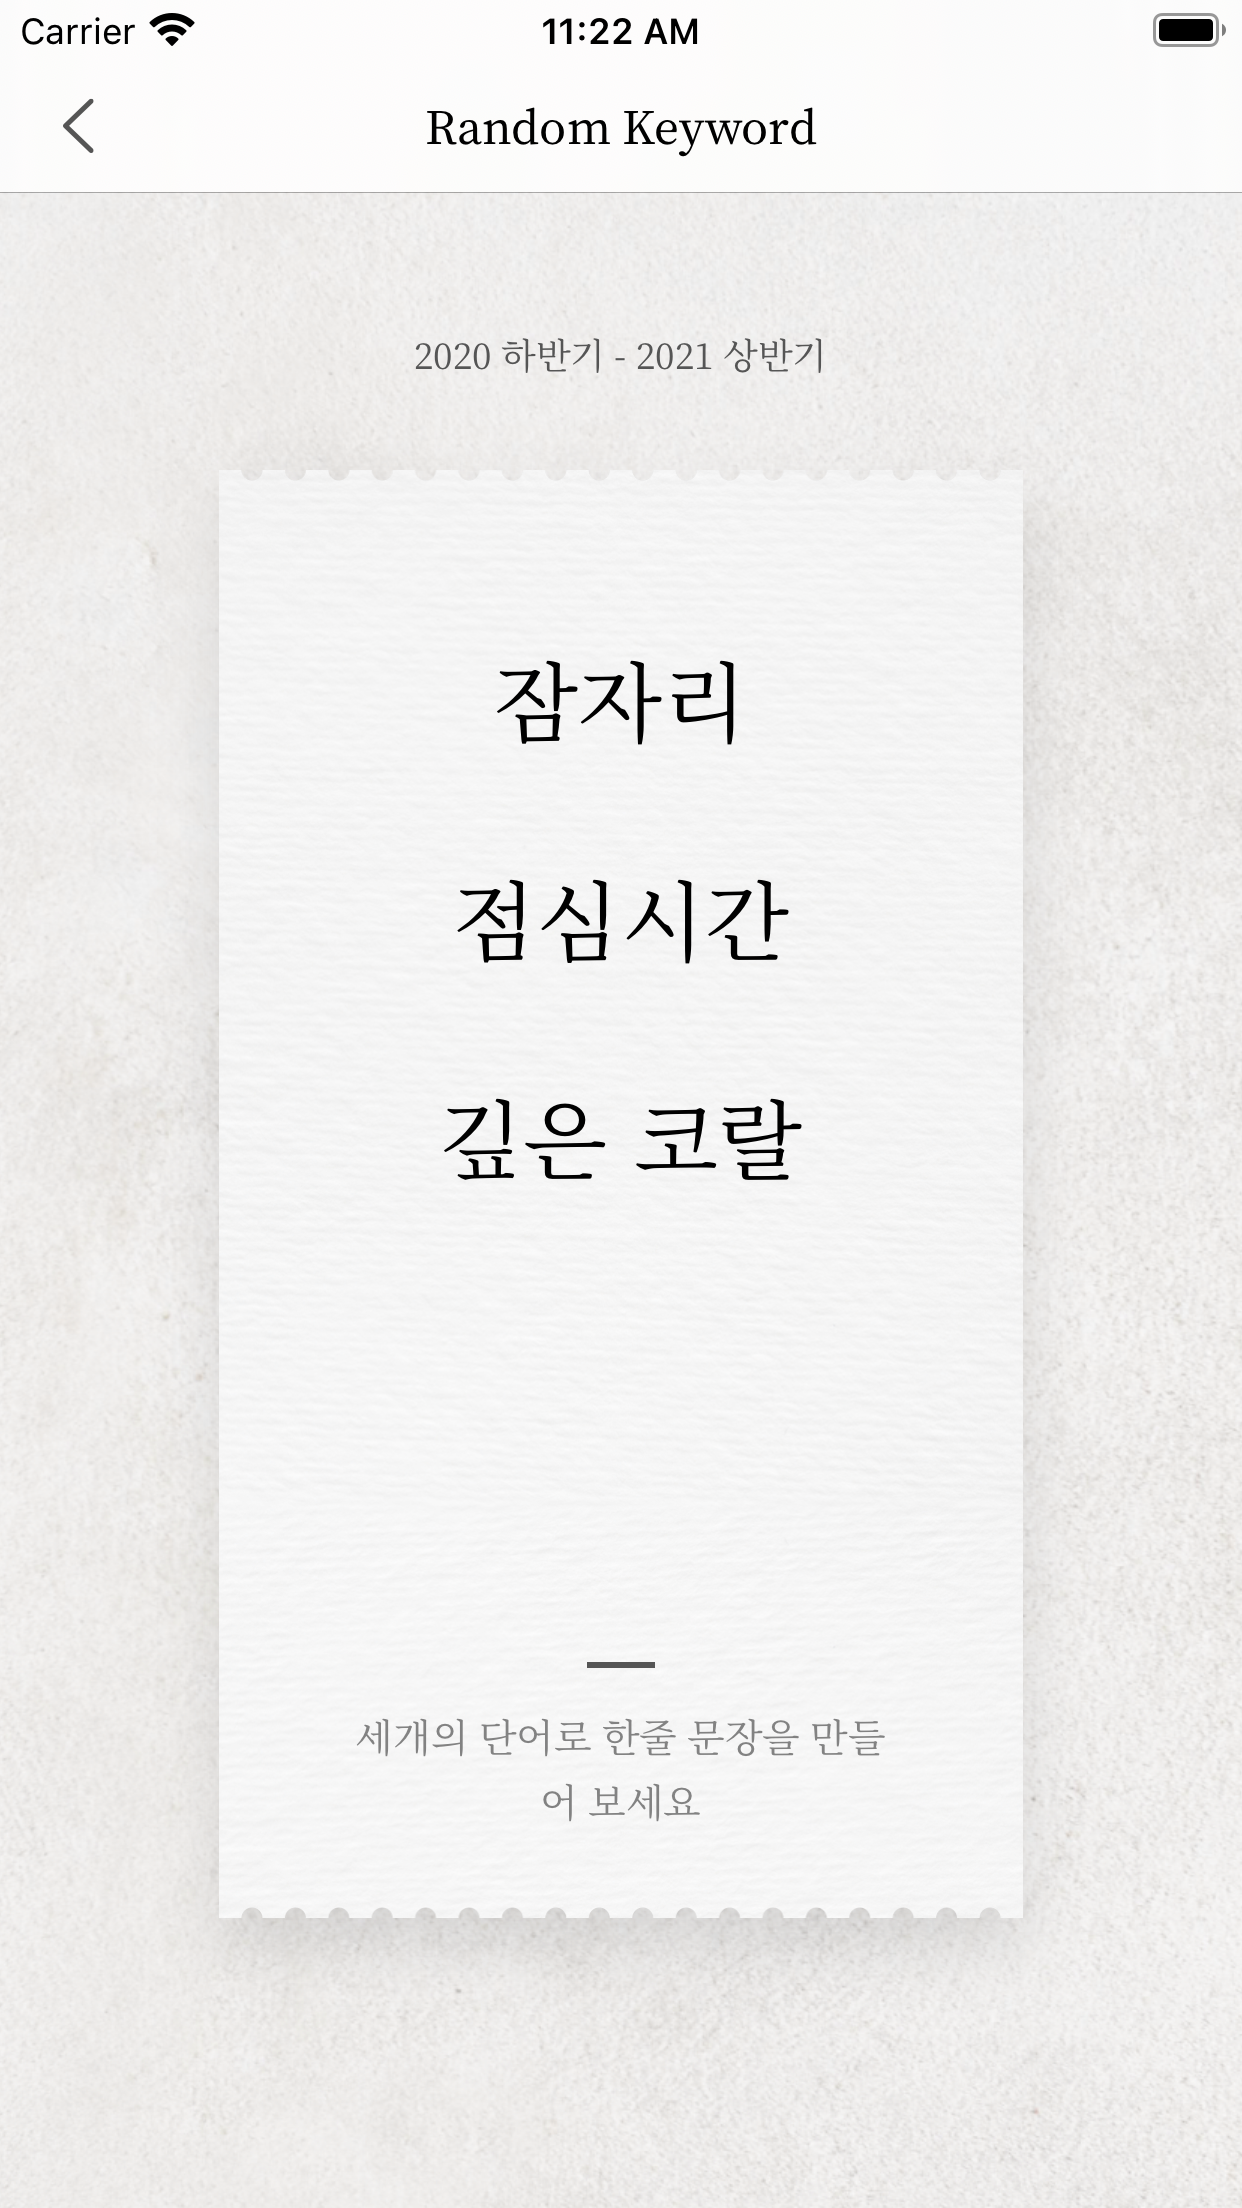 Carrier 11:22 AM
Random Keyword
2020 하반기 - 2021 상반기
잠자리
점심시간
깊은 코랄
세개의 단어로 한줄 문장을 만들
어 보세요